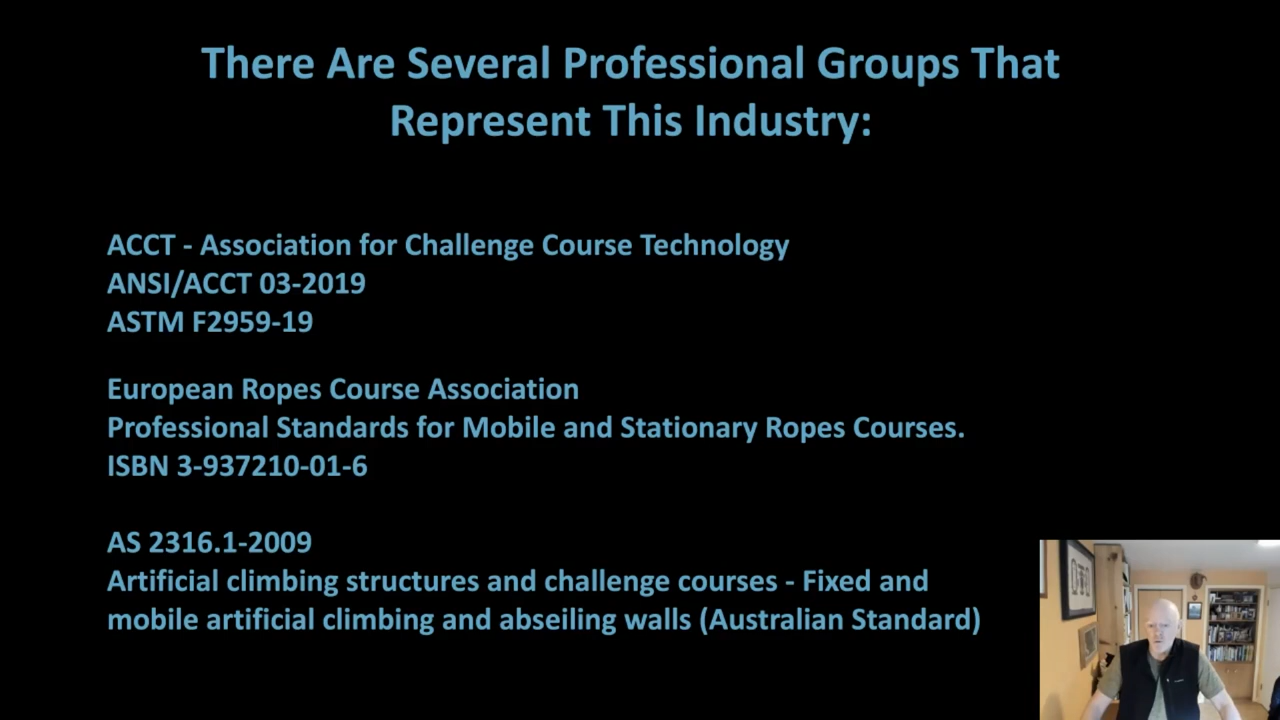 There Are Several Professional Groups That
Represent This Industry:
ACCT - Association for Challenge Course Technology
ANSI/ACCT 03-2019
ASTM F2959-19
European Ropes Course Association
Professional Standards for Mobile and Stationary Ropes Courses.
ISBN 3-937210-01-6
AS 2316.1-2009
Artificial climbing structures and challenge courses - Fixed and
mobile artificial climbing and abseiling walls (Australian Standard)